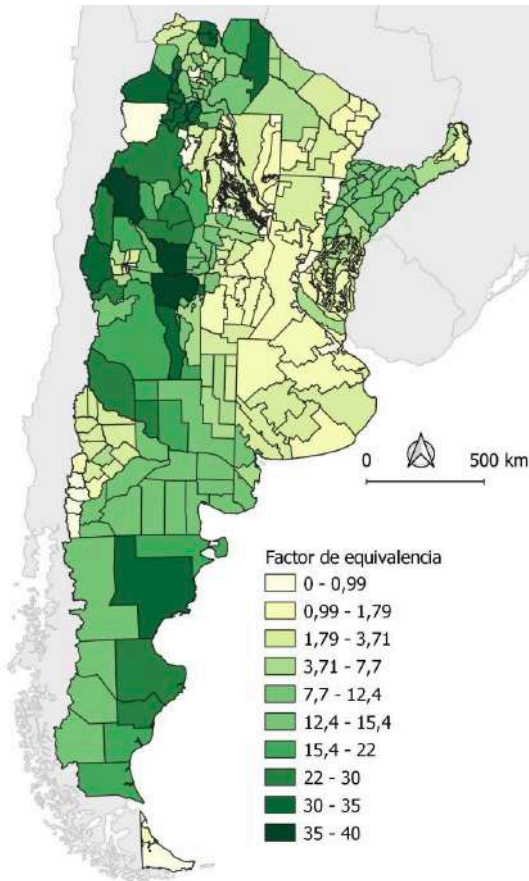 0
500 km
Factor de equivalencia
0 - 0,99
0,99 - 1,79
1,79 - 3,71
3,71 - 7,7
7,7 - 12,4
12,4 - 15,4
15,4 - 22
22 - 30
30 - 35
35 - 40